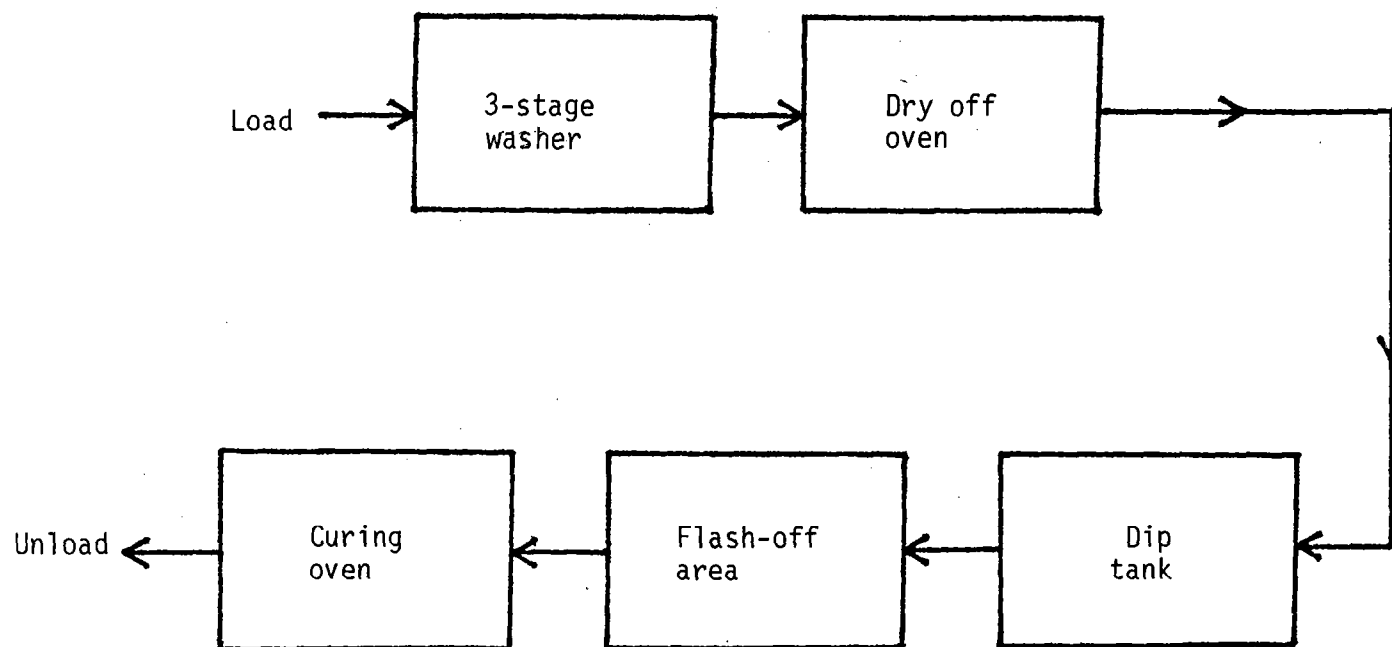 Load
3-stage
washer
Dry off
oven
Unload
Curing
oven
Flash-off
area
Dip
tank